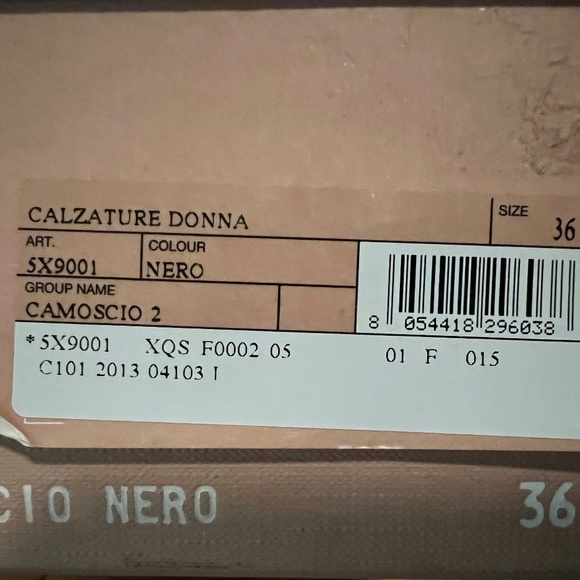 CALZATURE DONNA
SIZE
36
ART.
5X9001
COLOUR
NERO
GROUP NAME
CAMOSCIO 2
8 054418 296038
*5X9001 XQS F0002 05 01 F 015
C101 2013 04103 I
CIO NERO 36